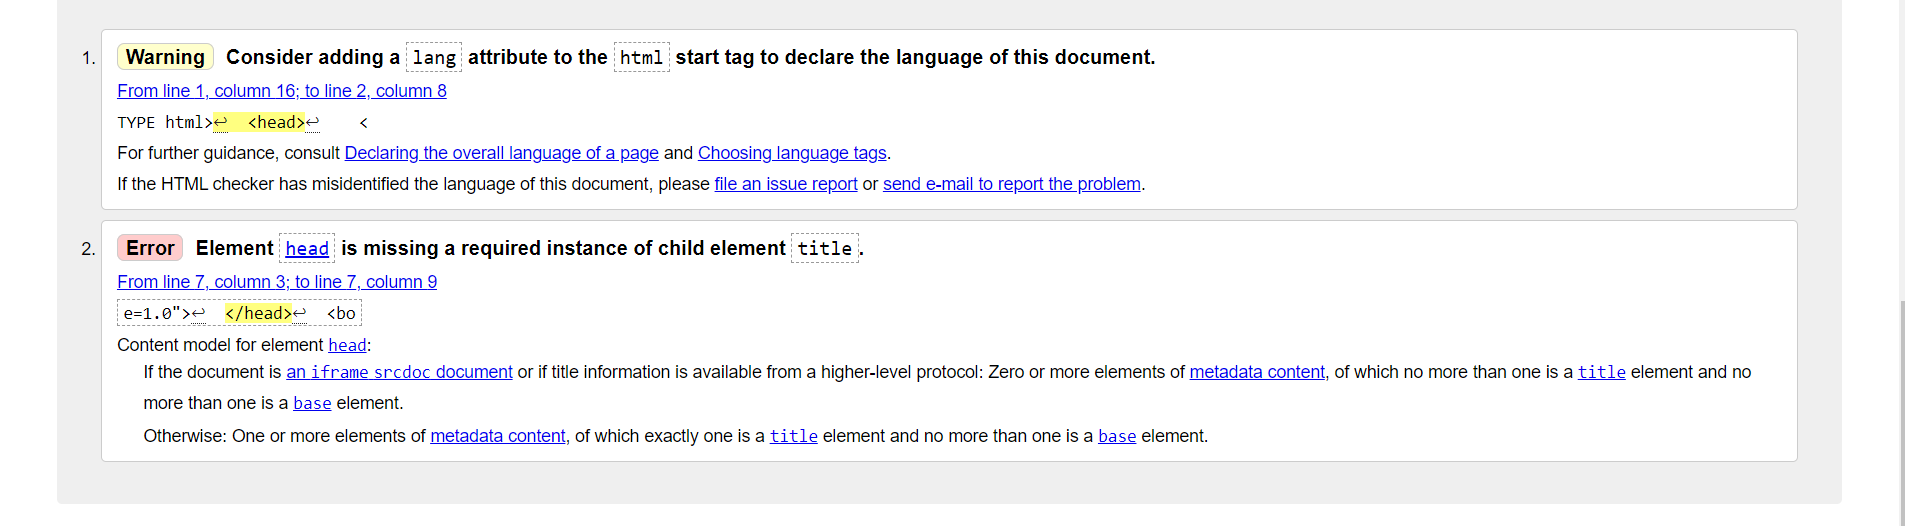 1. Warning Consider adding a lang attribute to the html start tag to declare the language of this document.
From line 1, column 16; to line 2, column 8
TYPE html>↩ <head>↩ <
For further guidance, consult Declaring the overall language of a page and Choosing language tags.
If the HTML checker has misidentified the language of this document, please file an issue report or send e-mail to report the problem.
2. Error Element head is missing a required instance of child element title.
From line 7, column 3; to line 7, column 9
e=1.0">↩ </head>↩ <bo
Content model for element head:
If the document is an iframe srcdoc document or if title information is available from a higher-level protocol: Zero or more elements of metadata content, of which no more than one is a title element and no
more than one is a base element.
Otherwise: One or more elements of metadata content, of which exactly one is a title element and no more than one is a base element.